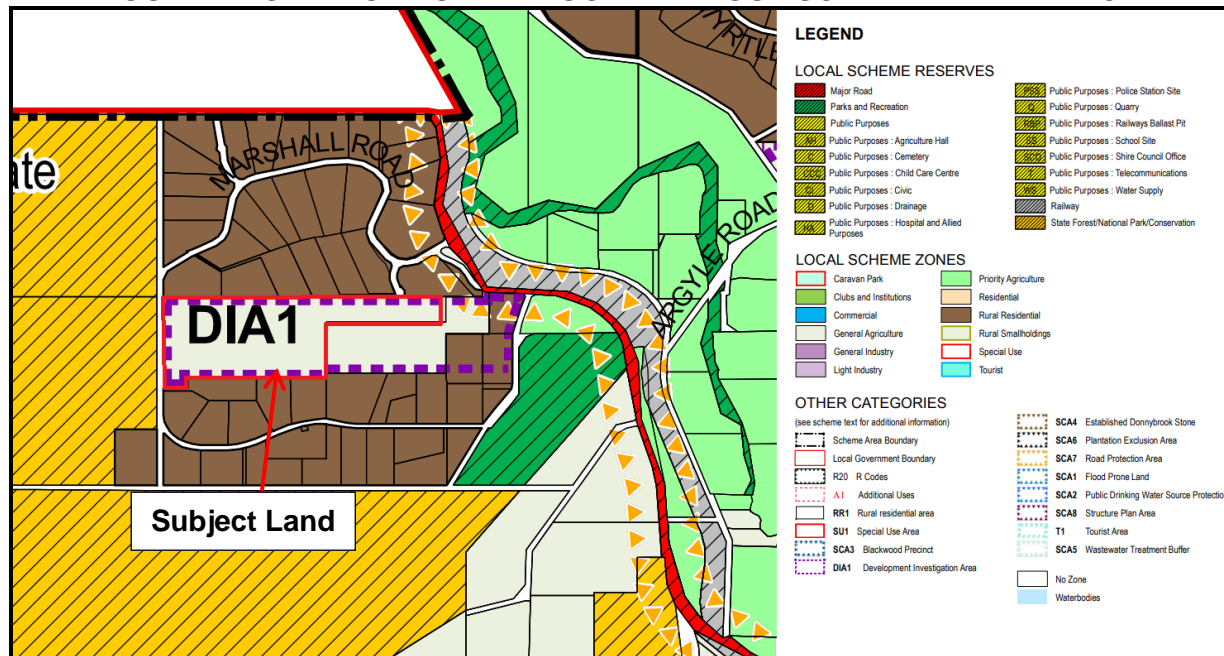 MARSHALL ROAD
ate
ARGYLE ROAD
DIA1
Subject Land
LEGEND
LOCAL SCHEME RESERVES
Major Road
Parks and Recreation
Public Purposes
AH Public Purposes : Agriculture Hall
C Public Purposes : Cemetery
CCC Public Purposes : Child Care Centre
Public Purposes : Civic
Public Purposes : Drainage
HA Public Purposes : Hospital and Allied
Purposes
PSS Public Purposes : Police Station Site
Q Public Purposes : Quarry
RBP Public Purposes : Railways Ballast Pit
SS Public Purposes : School Site
SCO Public Purposes : Shire Council Office
T Public Purposes : Telecommunications
WS Public Purposes : Water Supply
Railway
State Forest/National Park/Conservation
LOCAL SCHEME ZONES
Caravan Park
Clubs and Institutions
Commercial
General Agriculture
General Industry
Light Industry
Priority Agriculture
Residential
Rural Residential
Rural Smallholdings
Special Use
Tourist
OTHER CATEGORIES
(see scheme text for additional information)
Scheme Area Boundary
Local Government Boundary
R20 R Codes
A1 Additional Uses
RR1 Rural residential area
SU1 Special Use Area
SCA3 Blackwood Precinct
DIA1 Development Investigation Area
SCA4 Established Donnybrook Stone
SCA6 Plantation Exclusion Area
SCA7 Road Protection Area
SCA1 Flood Prone Land
SCA2 Public Drinking Water Source Protectio
SCA8 Structure Plan Area
T1 Tourist Area
SCA5 Wastewater Treatment Buffer
No Zone
Waterbodies